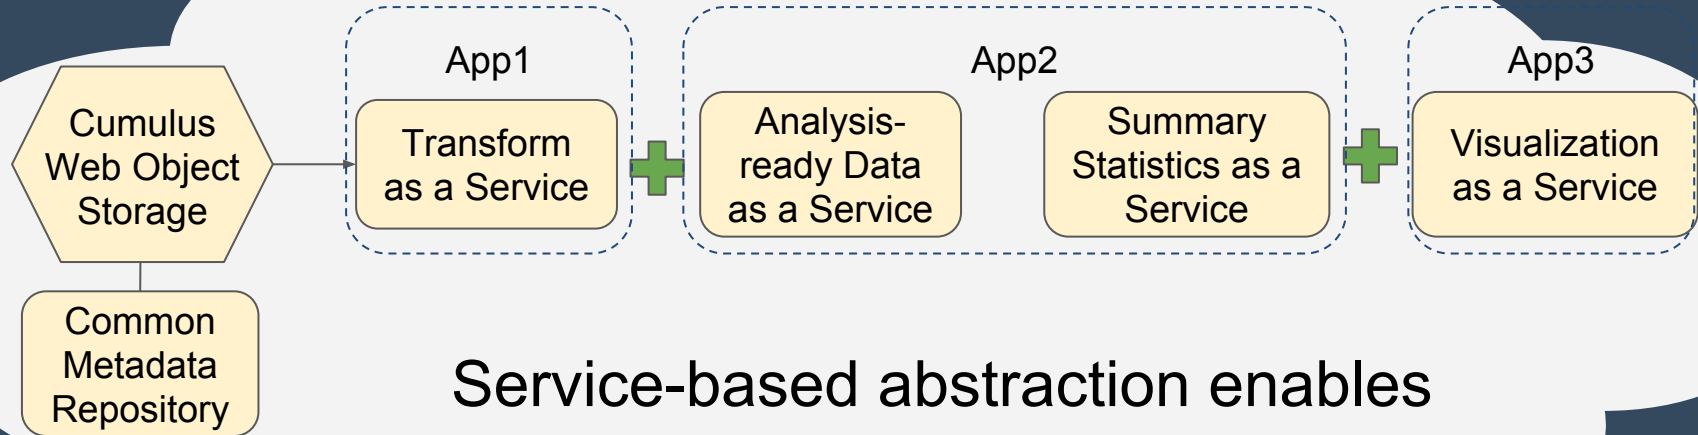 App1
App2
App3
Cumulus
Web Object
Storage
Transform
as a Service
Analysis-
ready Data
as a Service
Summary
Statistics as a
Service
Visualization
as a Service
Common
Metadata
Repository
Service-based abstraction enables